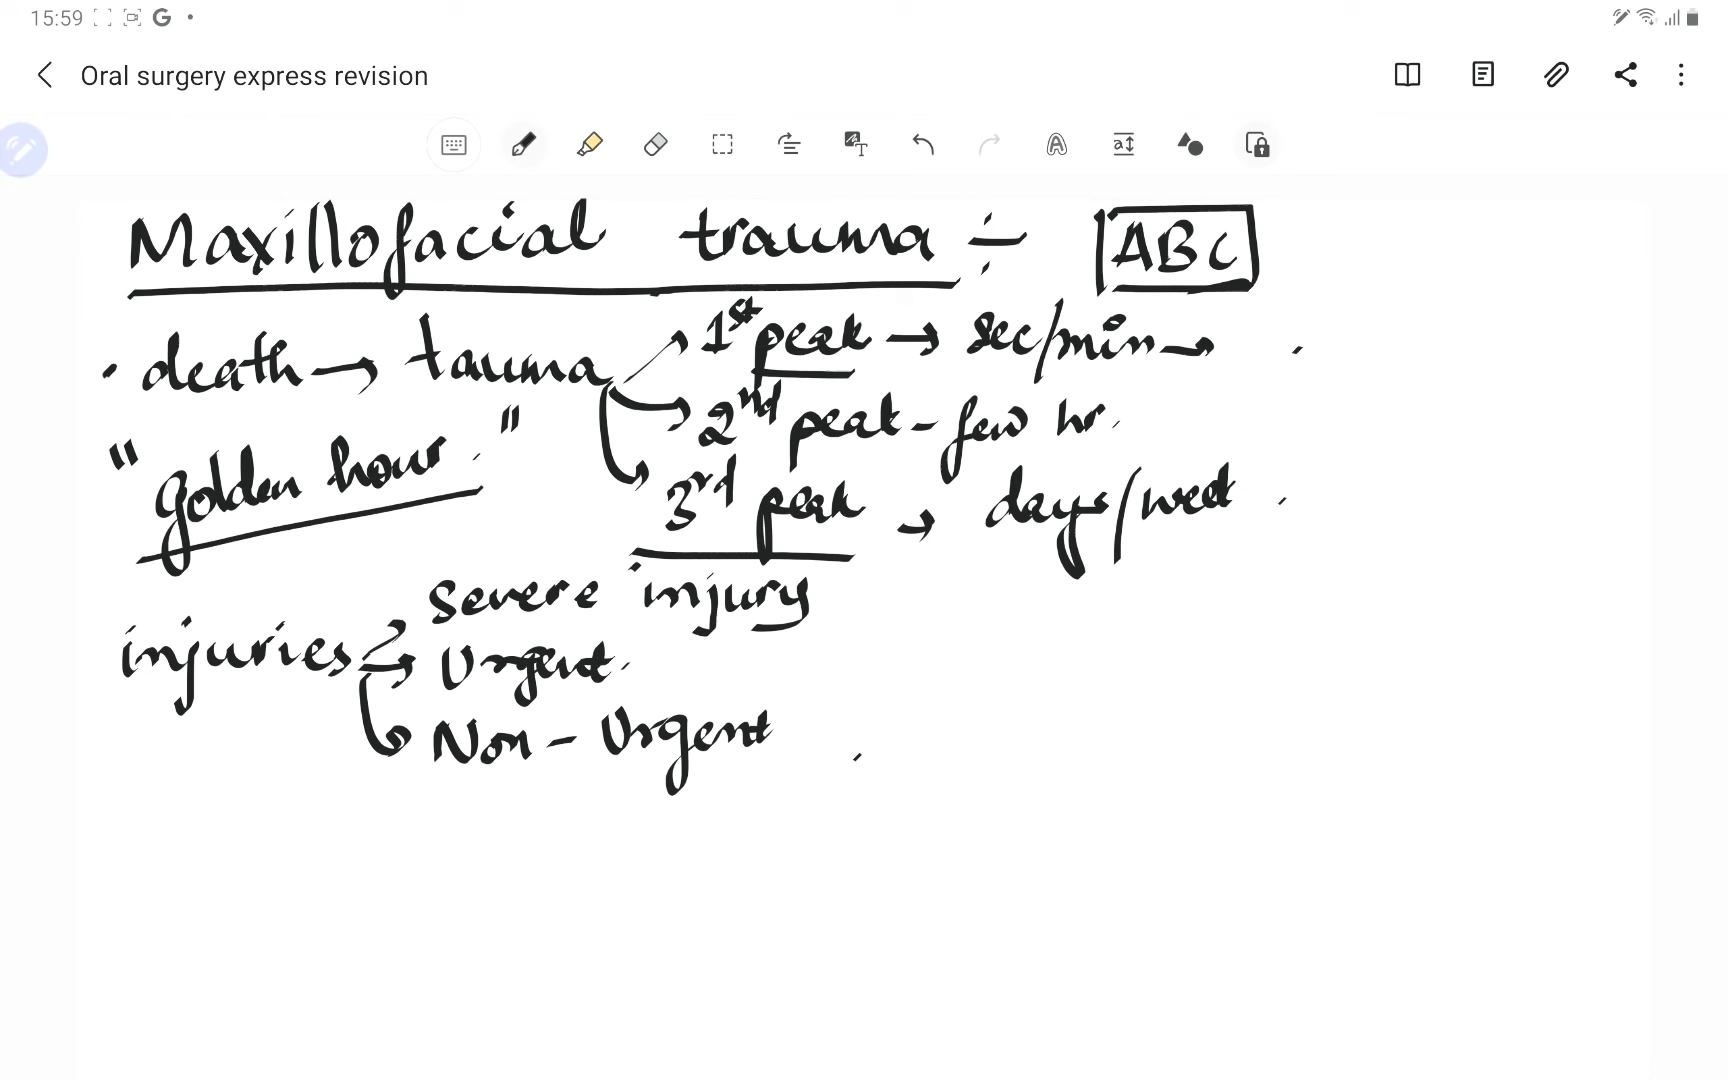 15:59 G
Oral surgery express revision
Maxillofacial trauma :- ABC
• death → tauma → 1st peak → sec/min →
→ 2nd peak - few hr.
"golden hour." → 3rd peak → days/week
injuries → severe injury
→ Urgent.
→ Non - Urgent